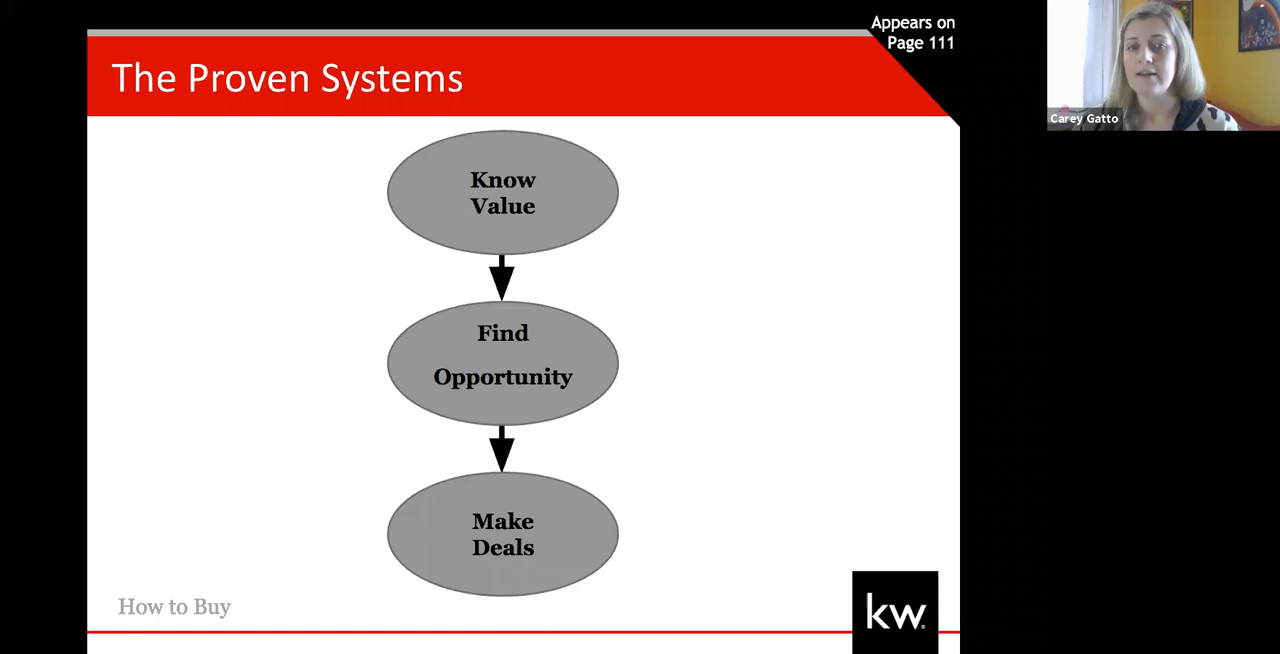 Appears on
Page 111
The Proven Systems
Carey Gatto
Know
Value
Find
Opportunity
Make
Deals
How to Buy
kw.